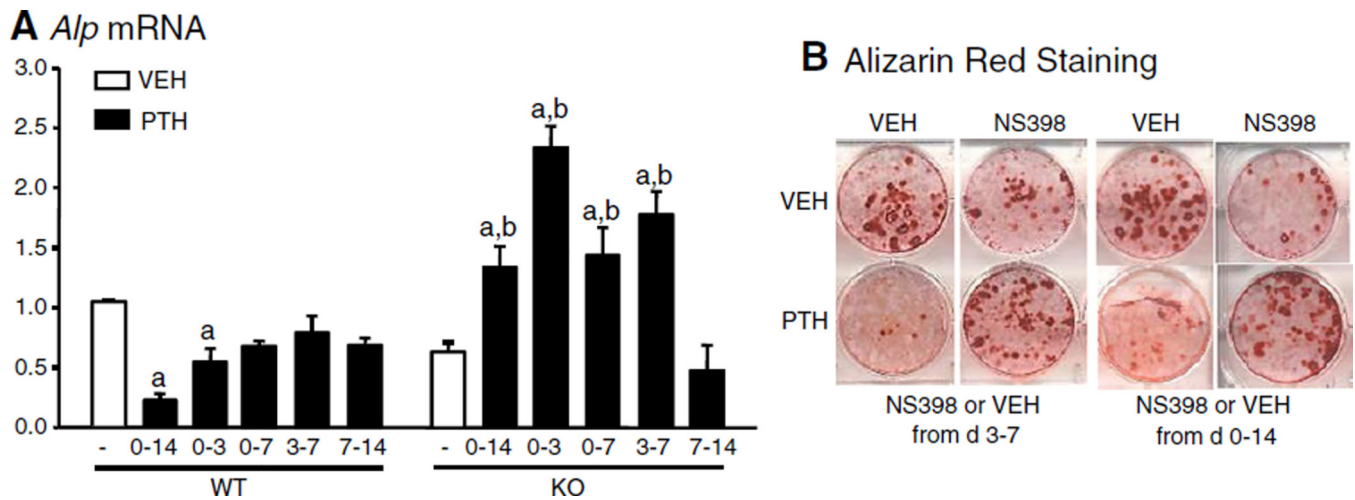 A Alp mRNA
3.0
2.5
2.0
1.5
1.0
0.5
0.0
VEH
PTH
a
a
a,b
a,b
a,b
a,b
- 0-14 0-3 0-7 3-7 7-14
- 0-14 0-3 0-7 3-7 7-14
WT
KO
B Alizarin Red Staining
VEH NS398 VEH NS398
VEH
PTH
NS398 or VEH
from d 3-7
NS398 or VEH
from d 0-14